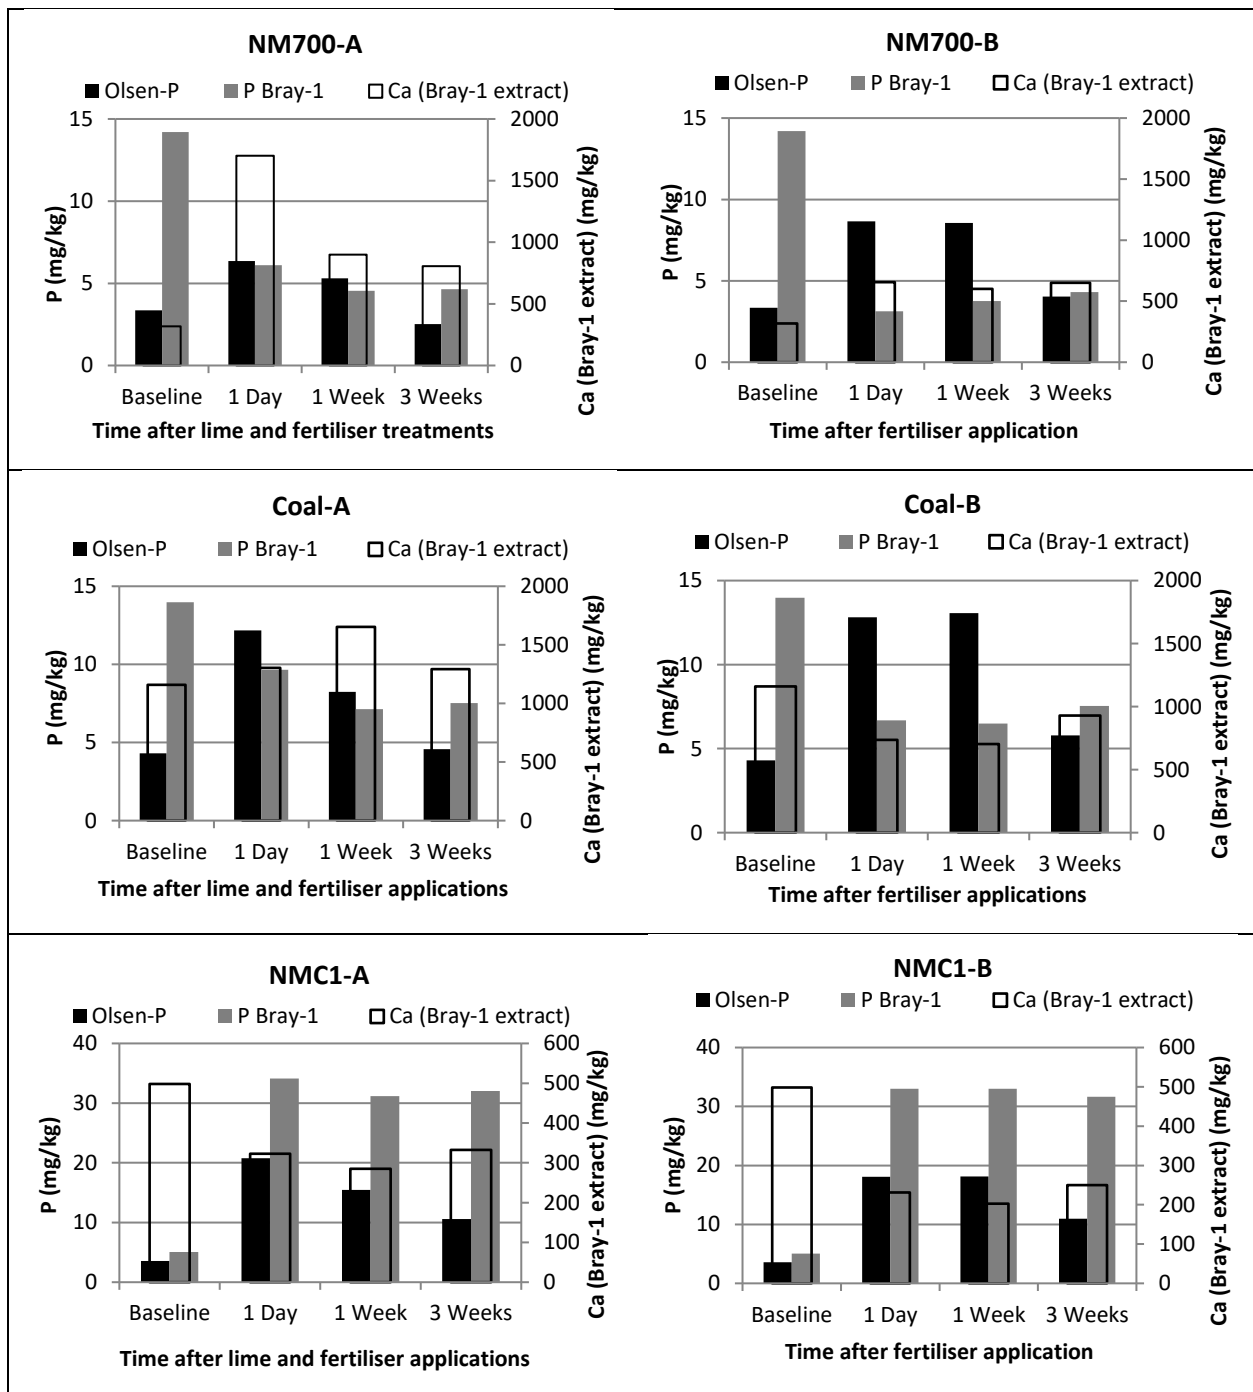 NM700-A
Olsen-P P Bray-1 Ca (Bray-1 extract)
P (mg/kg)
15
10
5
0
2000
1500
1000
500
0
Ca (Bray-1 extract) (mg/kg)
Baseline 1 Day 1 Week 3 Weeks
Time after lime and fertiliser treatments
NM700-B
Olsen-P P Bray-1 Ca (Bray-1 extract)
P (mg/kg)
15
10
5
0
2000
1500
1000
500
0
Ca (Bray-1 extract) (mg/kg)
Baseline 1 Day 1 Week 3 Weeks
Time after fertiliser application
Coal-A
Olsen-P P Bray-1 Ca (Bray-1 extract)
P (mg/kg)
15
10
5
0
2000
1500
1000
500
0
Ca (Bray-1 extract) (mg/kg)
Baseline 1 Day 1 Week 3 Weeks
Time after lime and fertiliser applications
Coal-B
Olsen-P P Bray-1 Ca (Bray-1 extract)
P (mg/kg)
15
10
5
0
2000
1500
1000
500
0
Ca (Bray-1 extract) (mg/kg)
Baseline 1 Day 1 Week 3 Weeks
Time after fertiliser applications
NMC1-A
Olsen-P P Bray-1 Ca (Bray-1 extract)
P (mg/kg)
40
30
20
10
0
600
500
400
300
200
100
0
Ca (Bray-1 extract) (mg/kg)
Baseline 1 Day 1 Week 3 Weeks
Time after lime and fertiliser applications
NMC1-B
Olsen-P P Bray-1 Ca (Bray-1 extract)
P (mg/kg)
40
30
20
10
0
600
500
400
300
200
100
0
Ca (Bray-1 extract) (mg/kg)
Baseline 1 Day 1 Week 3 Weeks
Time after fertiliser application